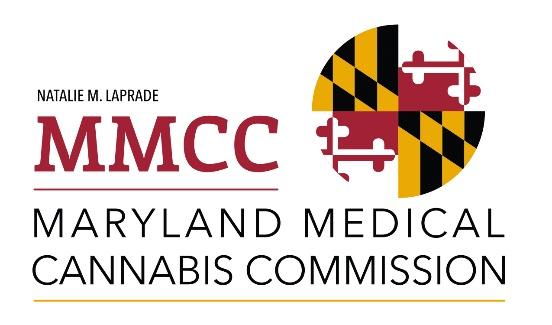 NATALIE M. LAPRADE
MMCC
MARYLAND MEDICAL
CANNABIS COMMISSION